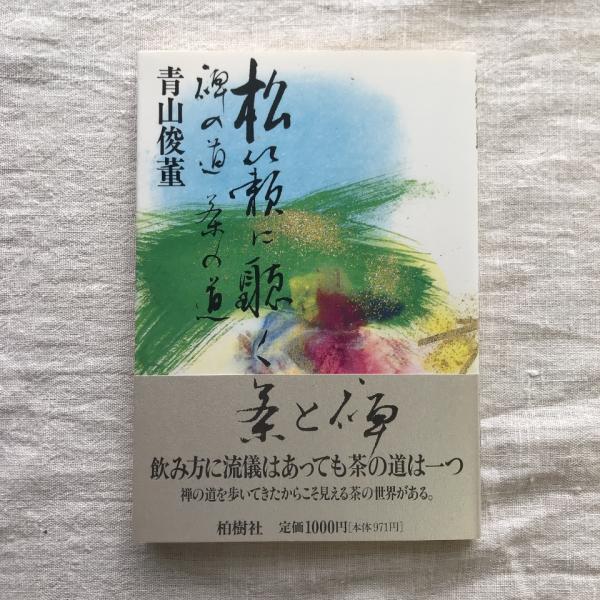 松籟に聴く
禅の道 茶の道
青山俊董
茶と禅
飲み方に流儀はあっても茶の道は一つ
禅の道を歩いてきたからこそ見える茶の世界がある。
柏樹社 定価1000円[本体971円]